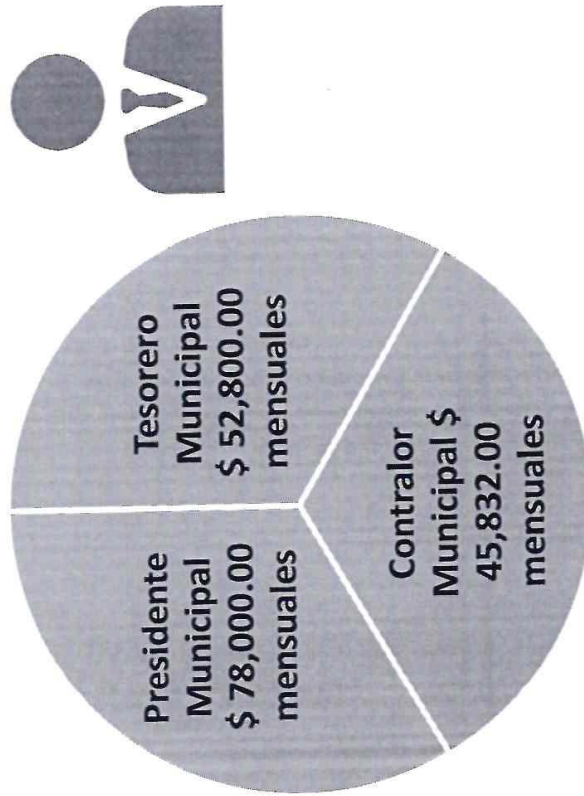 Presidente
Municipal
$ 78,000.00
mensuales
Tesorero
Municipal
$ 52,800.00
mensuales
Contralor
Municipal $
45,832.00
mensuales